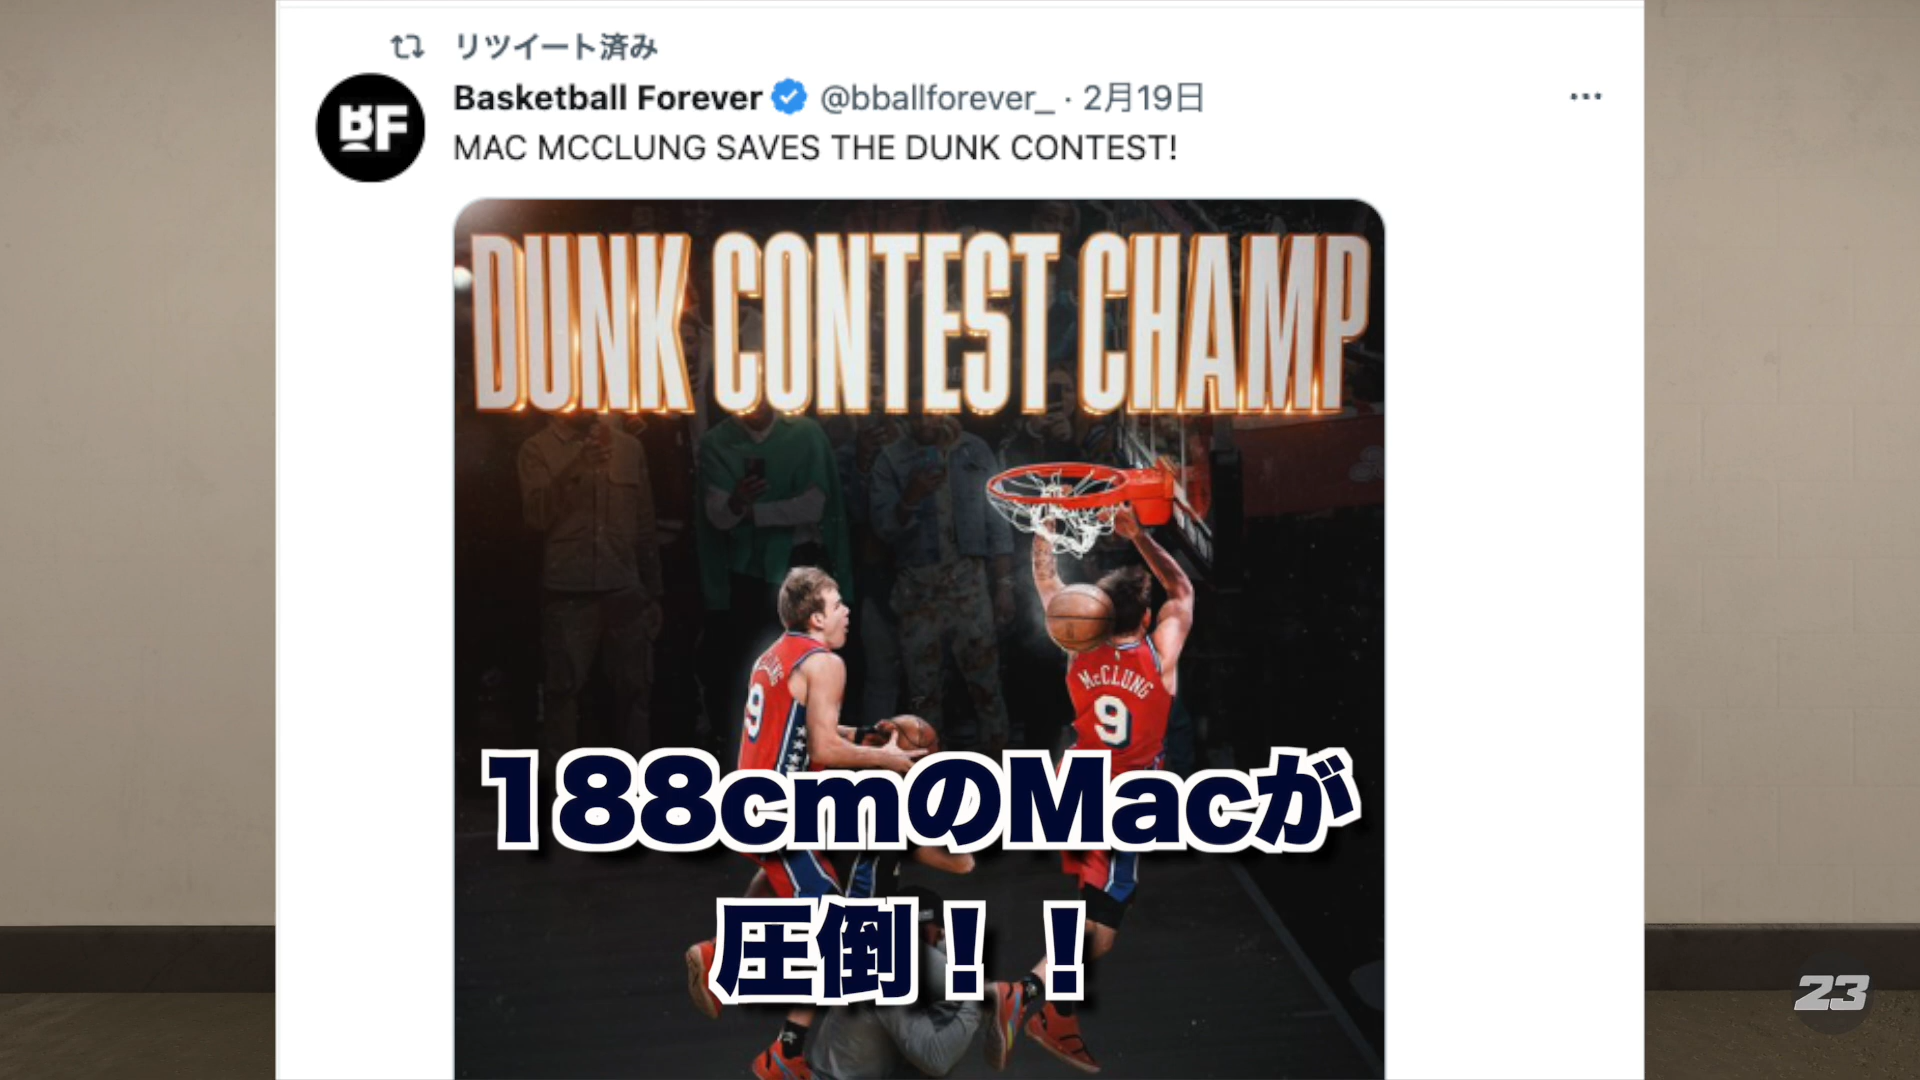 リツイート済み
Basketball Forever @bballforever_ · 2月19日
MAC MCCLUNG SAVES THE DUNK CONTEST!
BF
DUNK CONTEST CHAMP
McCLUNG
9
9
188cmのMacが
圧倒！！
23